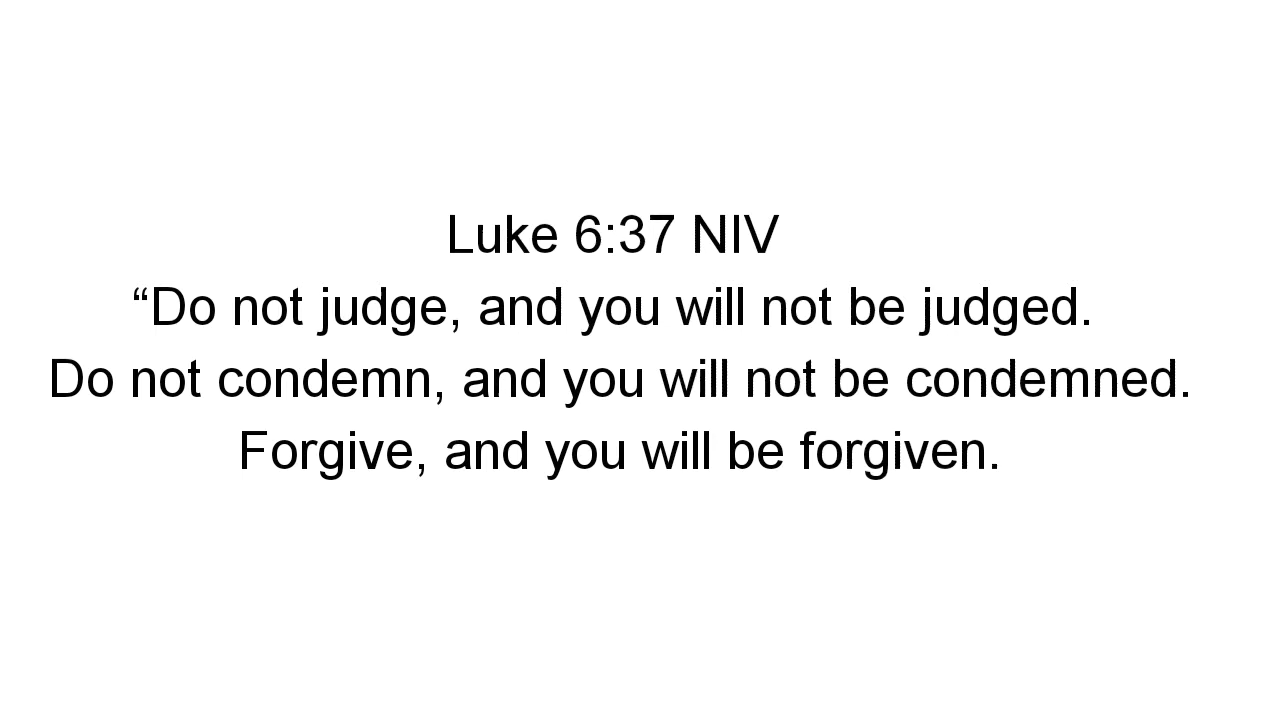 Luke 6:37 NIV
“Do not judge, and you will not be judged.
Do not condemn, and you will not be condemned.
Forgive, and you will be forgiven.